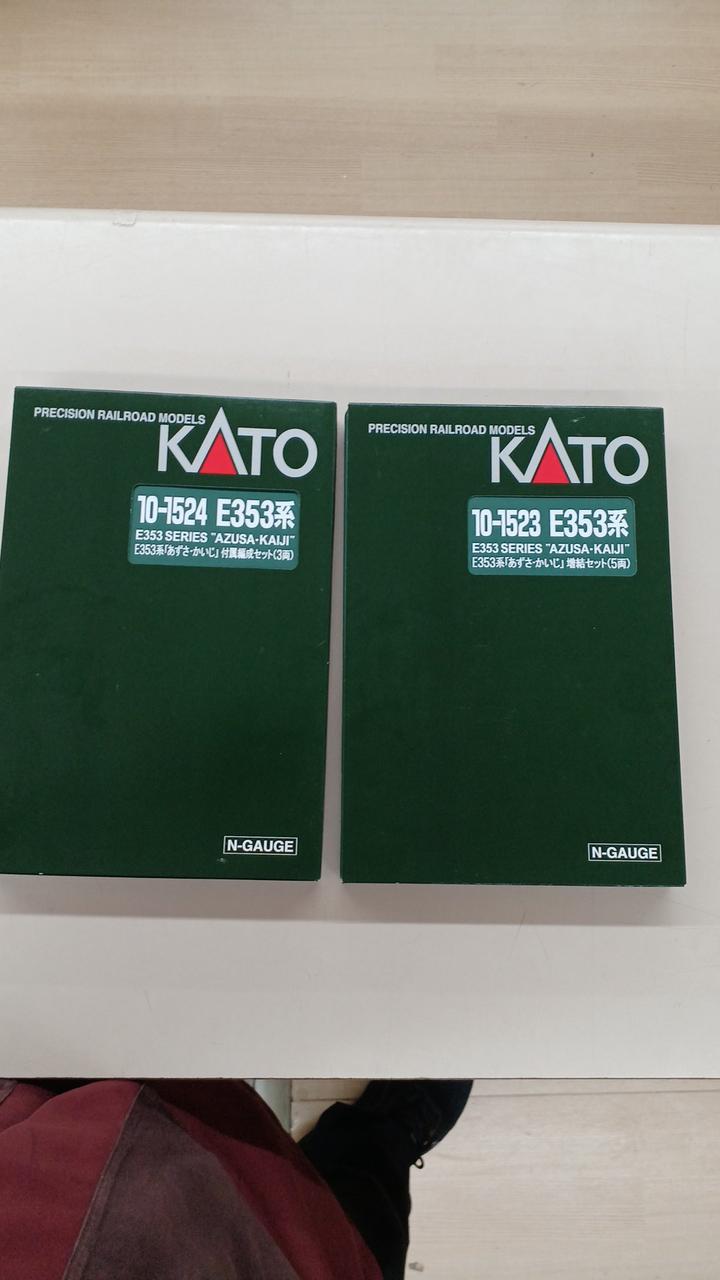 PRECISION RAILROAD MODELS
KATO
10-1524 E353系
E353 SERIES "AZUSA･KAIJI"
E353系｢あずさ･かいじ｣ 付属編成セット(3両)
N-GAUGE
PRECISION RAILROAD MODELS
KATO
10-1523 E353系
E353 SERIES "AZUSA･KAIJI"
E353系｢あずさ･かいじ｣ 増結セット(5両)
N-GAUGE